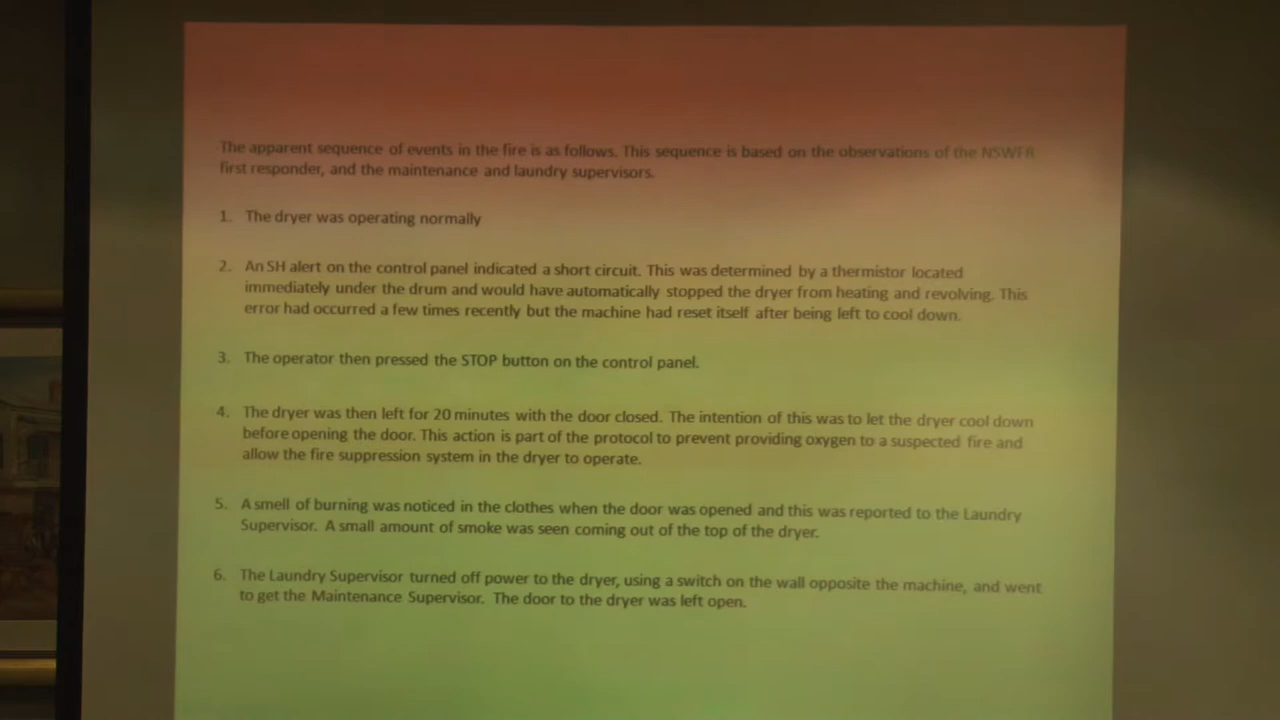 The apparent sequence of events in the fire is as follows. This sequence is based on the observations of the NSWFR
first responder, and the maintenance and laundry supervisors.
1. The dryer was operating normally
2. An SH alert on the control panel indicated a short circuit. This was determined by a thermistor located
immediately under the drum and would have automatically stopped the dryer from heating and revolving. This
error had occurred a few times recently but the machine had reset itself after being left to cool down.
3. The operator then pressed the STOP button on the control panel.
4. The dryer was then left for 20 minutes with the door closed. The intention of this was to let the dryer cool down
before opening the door. This action is part of the protocol to prevent providing oxygen to a suspected fire and
allow the fire suppression system in the dryer to operate.
5. A smell of burning was noticed in the clothes when the door was opened and this was reported to the Laundry
Supervisor. A small amount of smoke was seen coming out of the top of the dryer.
6. The Laundry Supervisor turned off power to the dryer, using a switch on the wall opposite the machine, and went
to get the Maintenance Supervisor. The door to the dryer was left open.